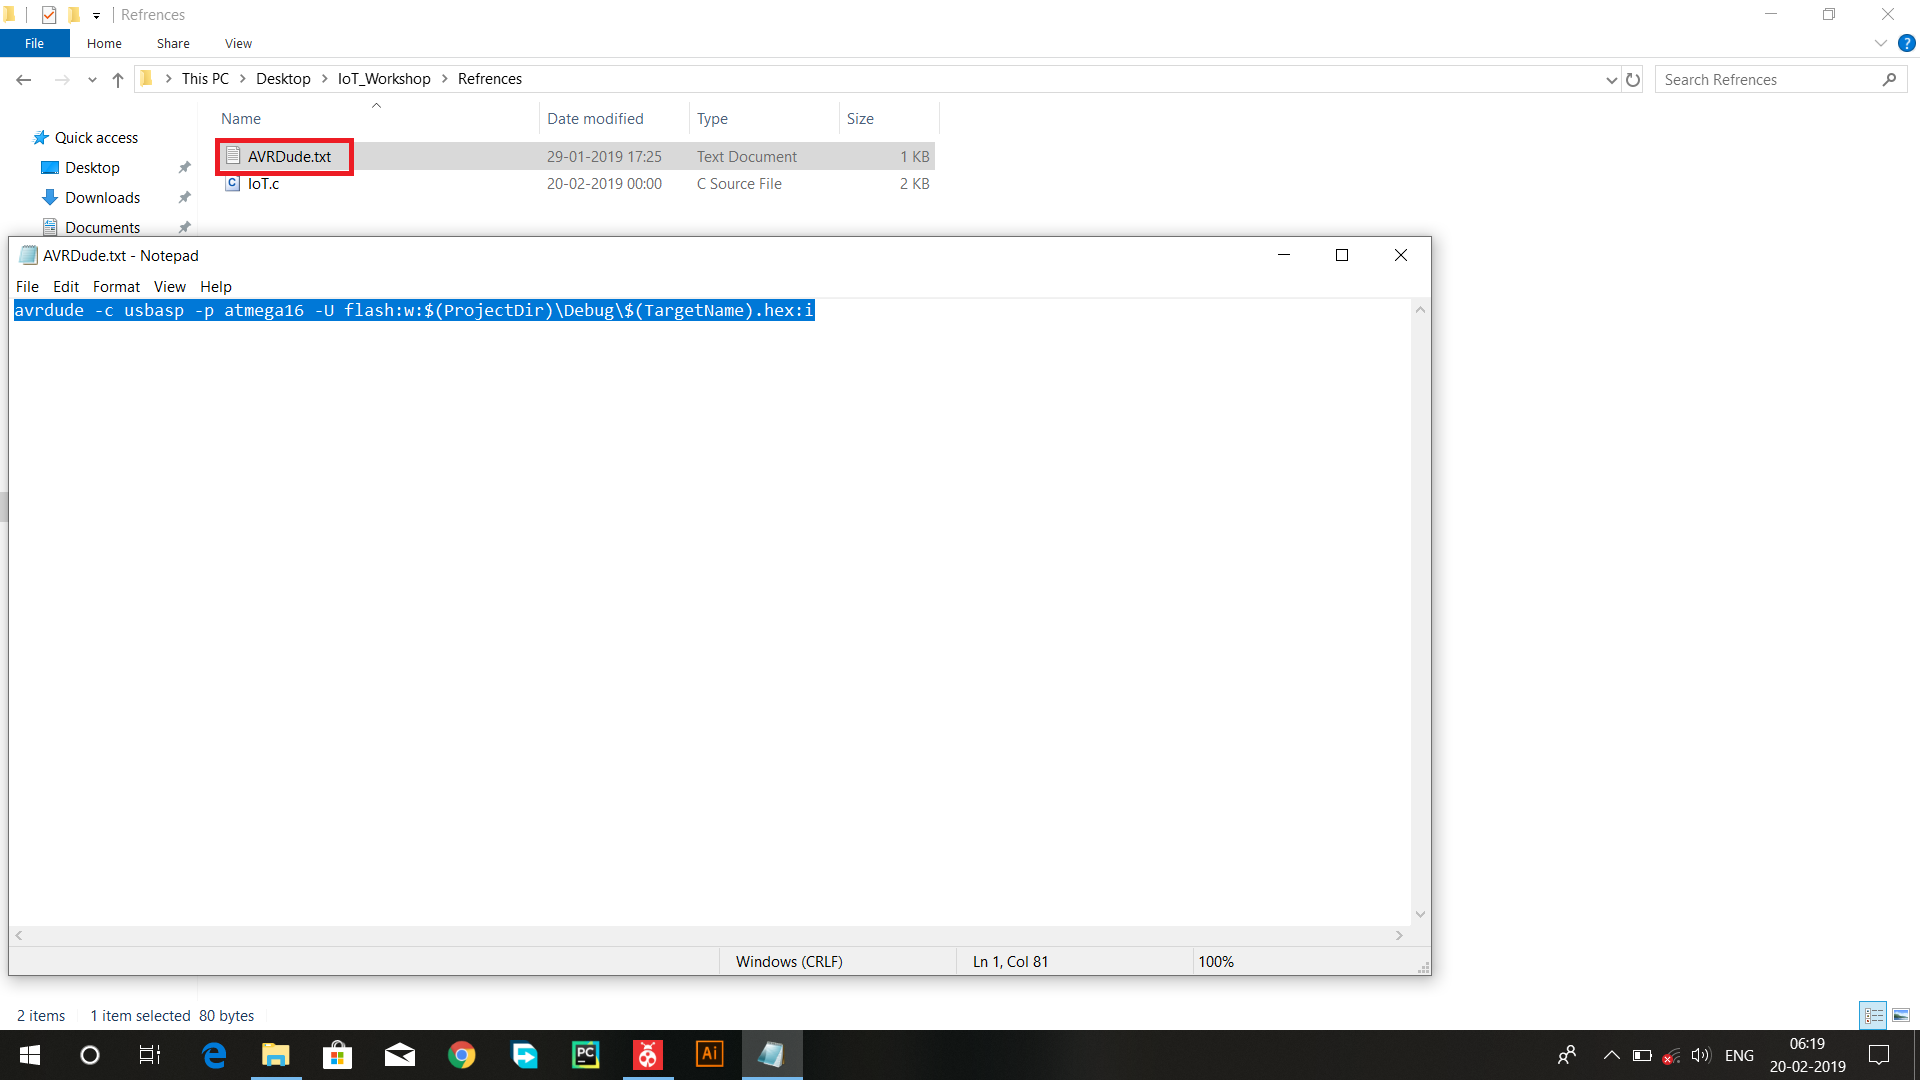 Refrences
File Home Share View
This PC > Desktop > IoT_Workshop > Refrences
Search Refrences
Name Date modified Type Size
Quick access
AVRDude.txt 29-01-2019 17:25 Text Document 1 KB
Desktop
IoT.c 20-02-2019 00:00 C Source File 2 KB
Downloads
Documents
AVRDude.txt - Notepad
File Edit Format View Help
avrdude -c usbasp -p atmega16 -U flash:w:$(ProjectDir)\Debug\$(TargetName).hex:i
Windows (CRLF) Ln 1, Col 81 100%
2 items 1 item selected 80 bytes
PC Ai ENG 06:19
20-02-2019